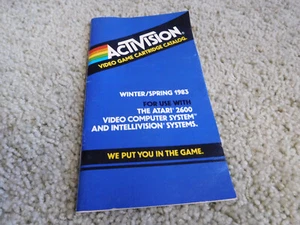 ACTIVISION®
VIDEO GAME CARTRIDGE CATALOG.
WINTER/SPRING 1983
FOR USE WITH
THE ATARI® 2600
VIDEO COMPUTER SYSTEM™
AND INTELLIVISION® SYSTEMS.
WE PUT YOU IN THE GAME.